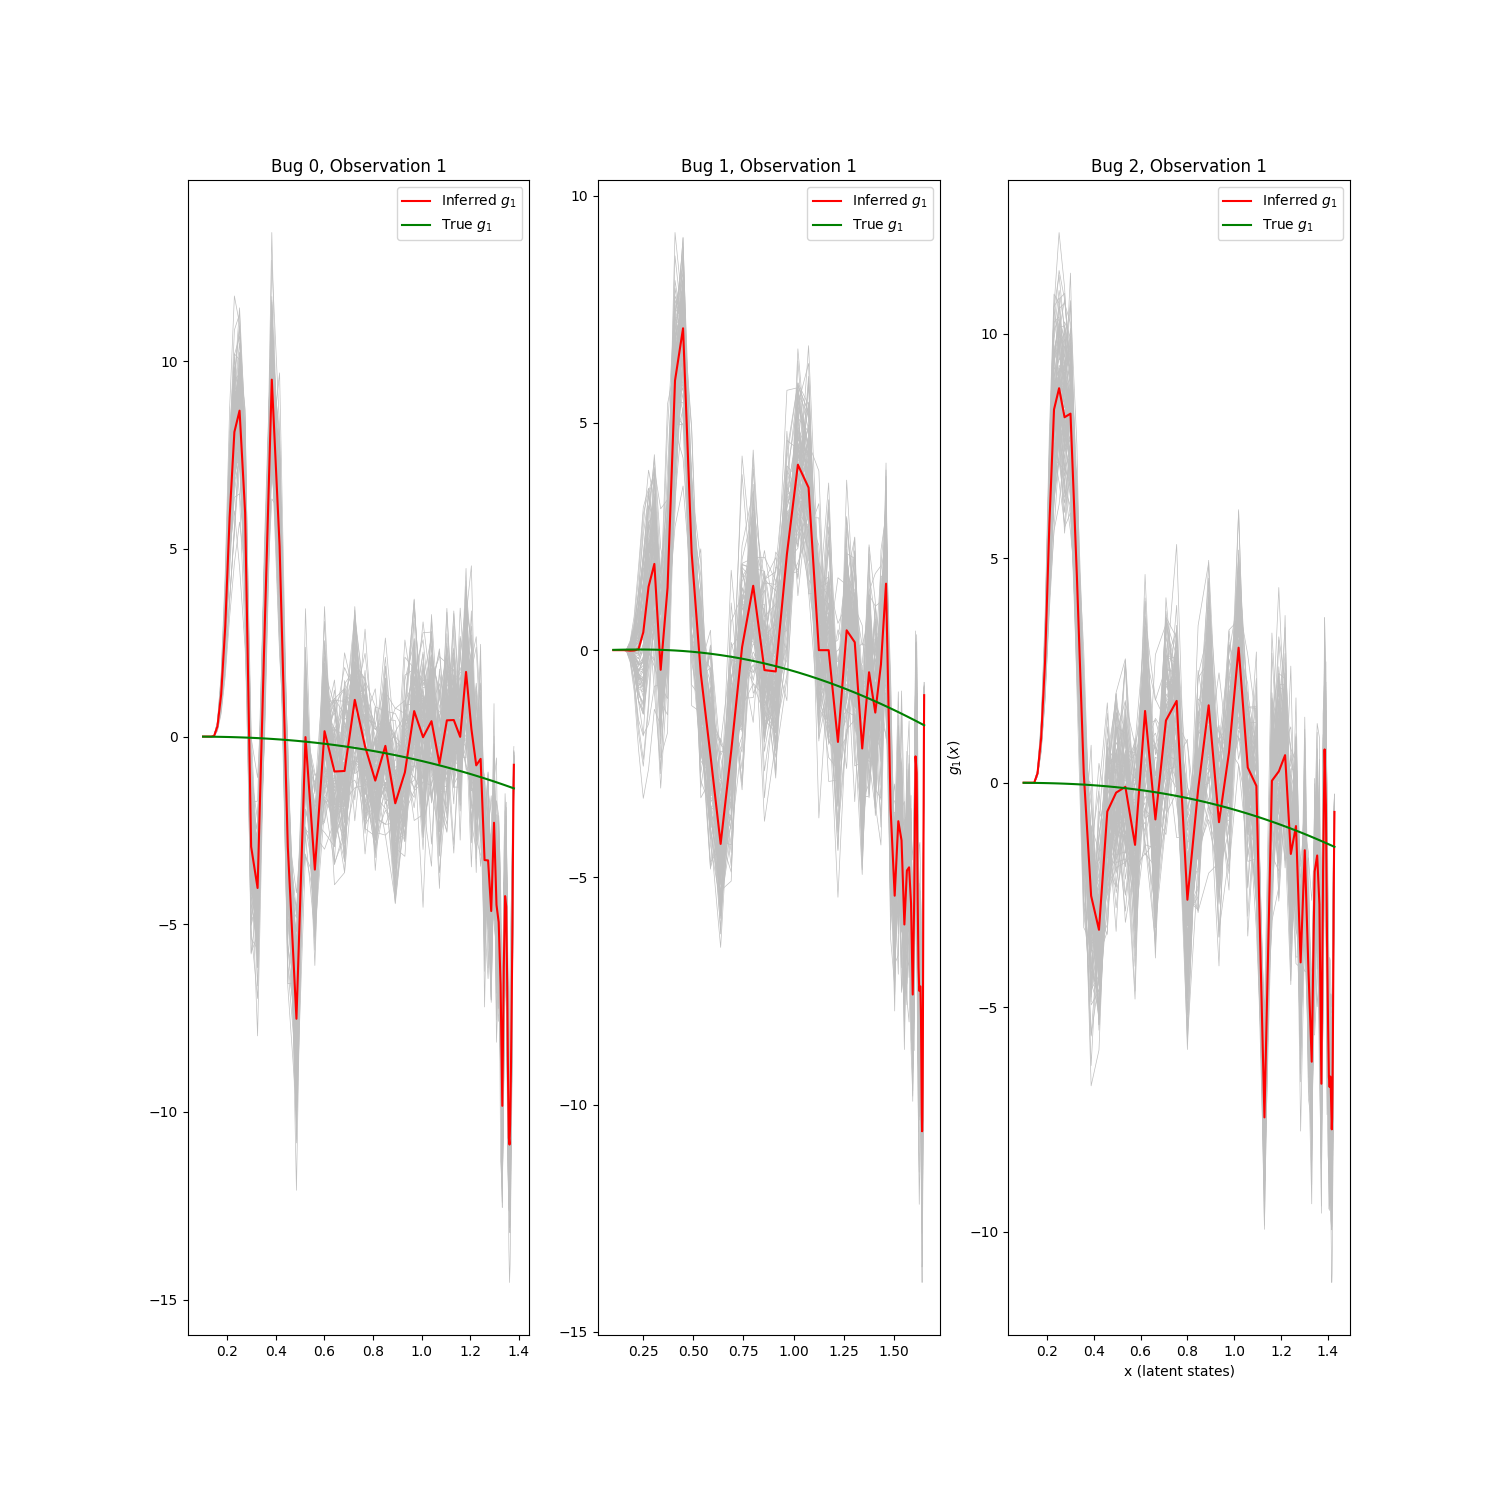 Bug 0, Observation 1
Inferred g₁
True g₁
10
5
0
−5
−10
−15
0.2 0.4 0.6 0.8 1.0 1.2 1.4
Bug 1, Observation 1
Inferred g₁
True g₁
10
5
0
−5
−10
−15
0.25 0.50 0.75 1.00 1.25 1.50
Bug 2, Observation 1
Inferred g₁
True g₁
g₁(x)
10
5
0
−5
−10
0.2 0.4 0.6 0.8 1.0 1.2 1.4
x (latent states)